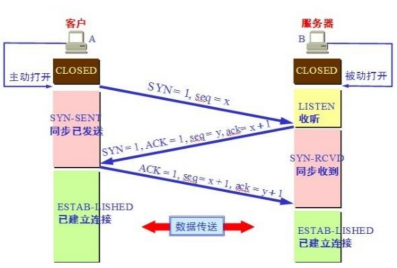 客户
服务器
A
B
CLOSED
CLOSED
主动打开
被动打开
SYN=1, seq=x
SYN-SENT
同步已发送
LISTEN
收听
SYN=1, ACK=1, seq=y, ack=x+1
SYN-RCVD
同步收到
ACK=1, seq=x+1, ack=y+1
ESTAB-LISHED
已建立连接
数据传送
ESTAB-LISHED
已建立连接